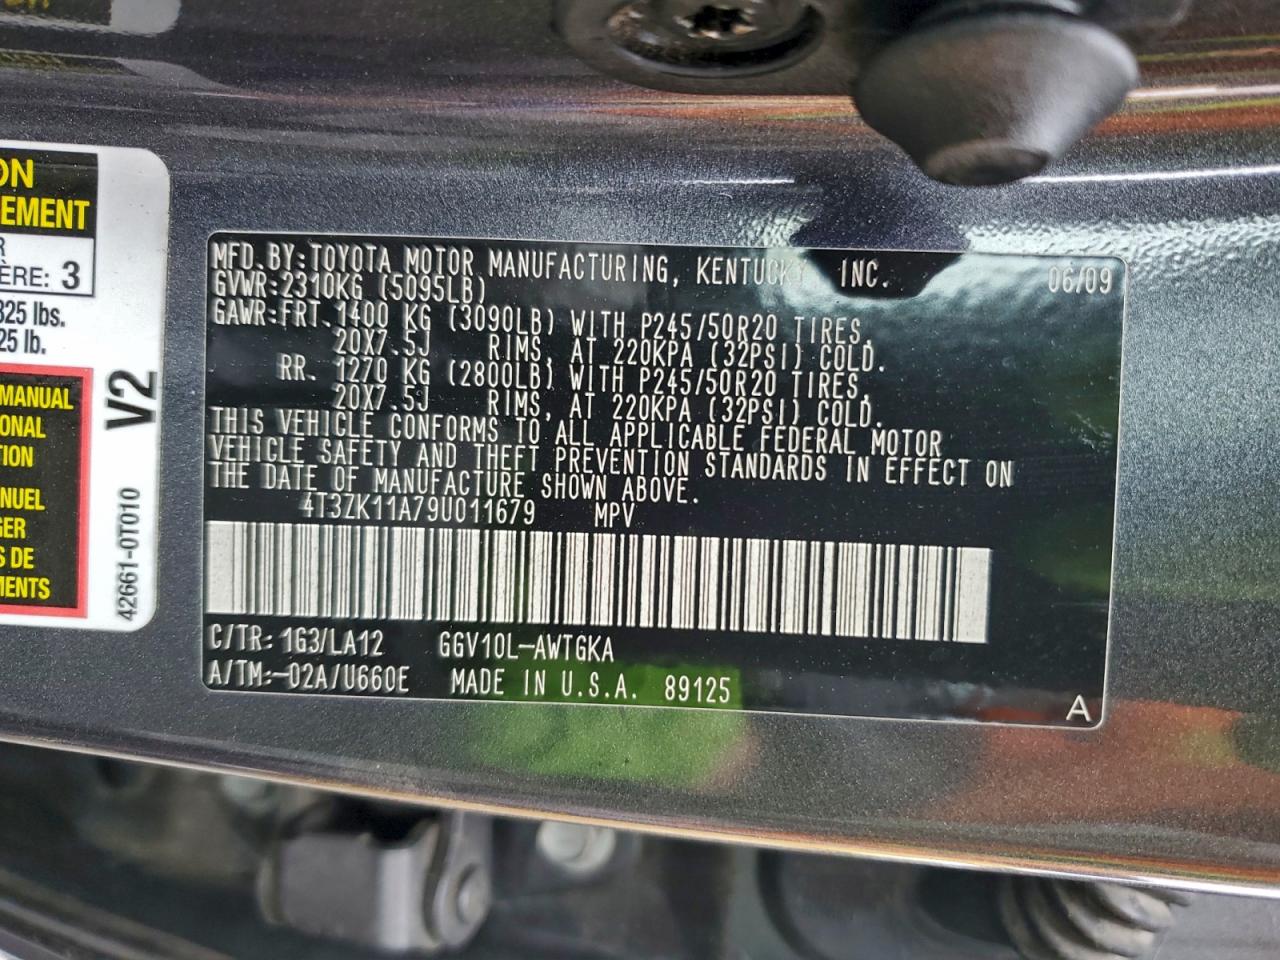 ON
EMENT
R
ÈRE: 3
825 lbs.
25 lb.
MANUAL
ONAL
TION
NUEL
GER
S DE
MENTS
V2
42661-0T010
MFD.BY:TOYOTA MOTOR MANUFACTURING, KENTUCKY INC. 06/09
GVWR:2310KG (5095LB)
GAWR:FRT.1400 KG (3090LB) WITH P245/50R20 TIRES,
20X7.5J RIMS, AT 220KPA (32PSI) COLD.
RR. 1270 KG (2800LB) WITH P245/50R20 TIRES,
20X7.5J RIMS, AT 220KPA (32PSI) COLD.
THIS VEHICLE CONFORMS TO ALL APPLICABLE FEDERAL MOTOR
VEHICLE SAFETY AND THEFT PREVENTION STANDARDS IN EFFECT ON
THE DATE OF MANUFACTURE SHOWN ABOVE.
4T3ZK11A79U011679 MPV
C/TR: 1G3/LA12 GGV10L-AWTGKA
A/TM:-02A/U660E MADE IN U.S.A. 89125
A